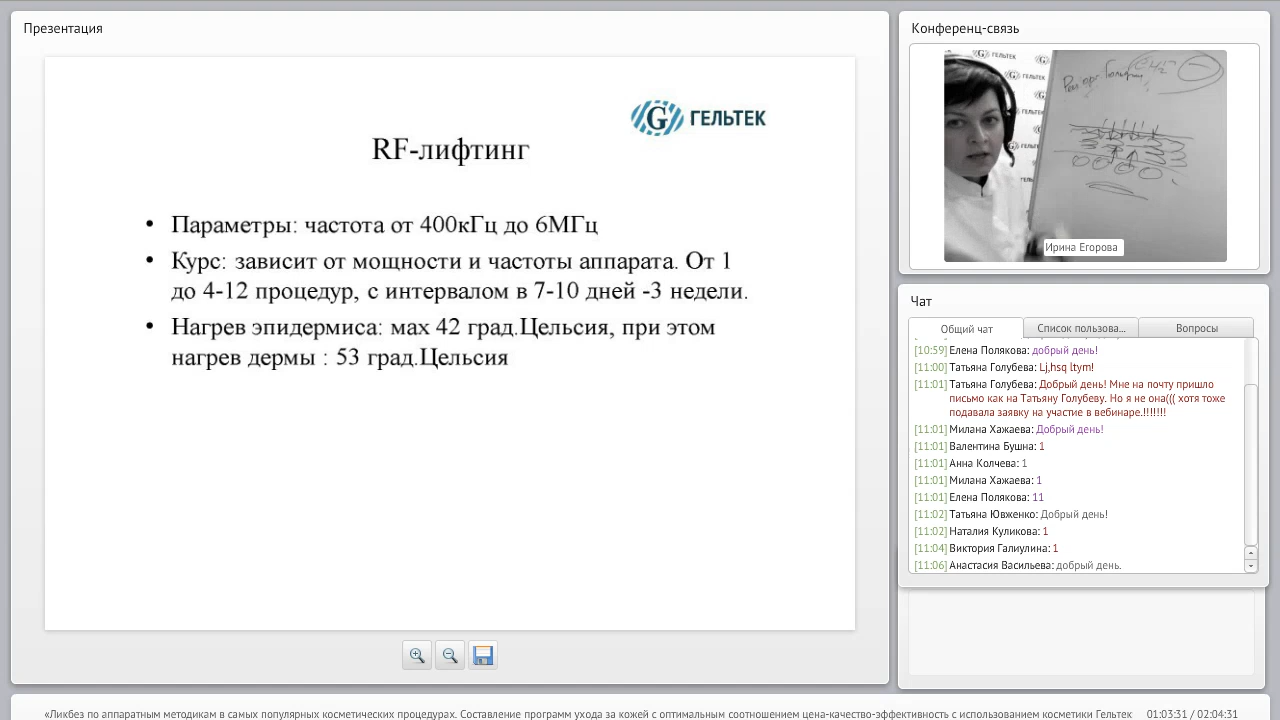 Презентация
ГЕЛЬТЕК
RF-лифтинг
• Параметры: частота от 400кГц до 6МГц
• Курс: зависит от мощности и частоты аппарата. От 1
до 4-12 процедур, с интервалом в 7-10 дней -3 недели.
• Нагрев эпидермиса: мах 42 град.Цельсия, при этом
нагрев дермы : 53 град.Цельсия
Конференц-связь
ГЕЛЬТЕК
Ирина Егорова
Чат
Общий чат
Список пользова...
Вопросы
[10:59] Елена Полякова: добрый день!
[11:00] Татьяна Голубева: Lj,hsq ltym!
[11:01] Татьяна Голубева: Добрый день! Мне на почту пришло
письмо как на Татьяну Голубеву. Но я не она((( хотя тоже
подавала заявку на участие в вебинаре.!!!!!!!
[11:01] Милана Хажаева: Добрый день!
[11:01] Валентина Бушна: 1
[11:01] Анна Колчева: 1
[11:01] Милана Хажаева: 1
[11:01] Елена Полякова: 11
[11:02] Татьяна Ювженко: Добрый день!
[11:02] Наталия Куликова: 1
[11:04] Виктория Галиулина: 1
[11:06] Анастасия Васильева: добрый день.
«Ликбез по аппаратным методикам в самых популярных косметических процедурах. Составление программ ухода за кожей с оптимальным соотношением цена-качество-эффективность с использованием косметики Гельтек 01:03:31 / 02:04:31